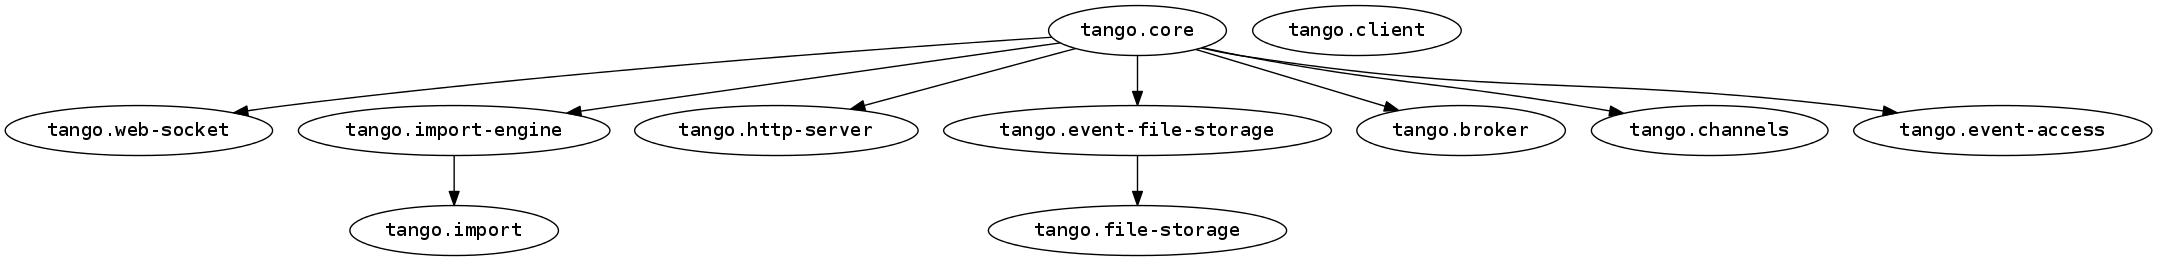 tango.core
tango.client
tango.web-socket
tango.import-engine
tango.http-server
tango.event-file-storage
tango.broker
tango.channels
tango.event-access
tango.import
tango.file-storage